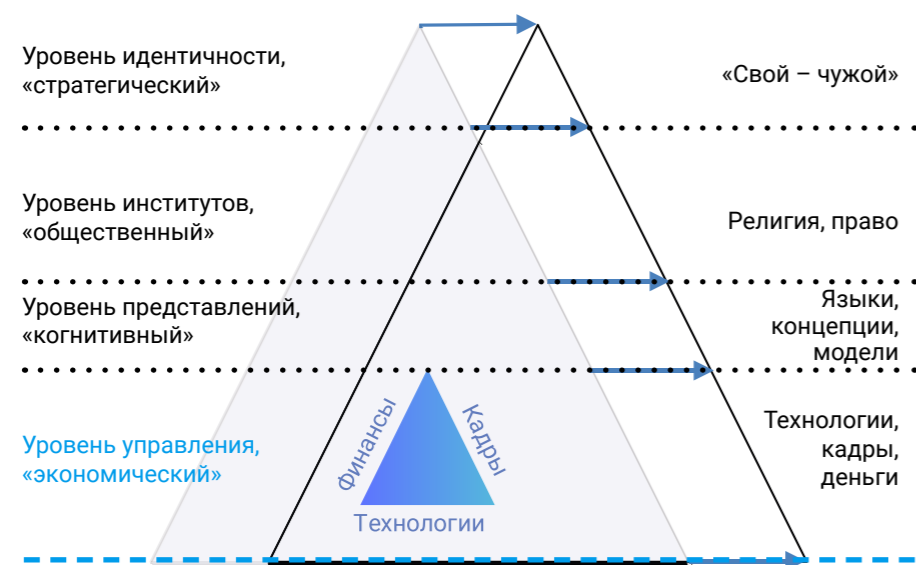 Уровень идентичности,
«стратегический»
«Свой – чужой»
Уровень институтов,
«общественный»
Религия, право
Уровень представлений,
«когнитивный»
Языки,
концепции,
модели
Уровень управления,
«экономический»
Финансы
Кадры
Технологии
Технологии,
кадры,
деньги